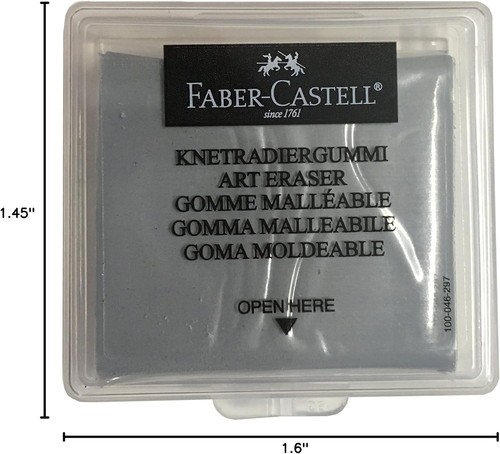 FABER-CASTELL®
since 1761
KNETRADIERGUMMI
ART ERASER
GOMME MALLÉABLE
GOMMA MALLEABILE
GOMA MOLDEABLE
OPEN HERE
100-046-297
1.45"
1.6"